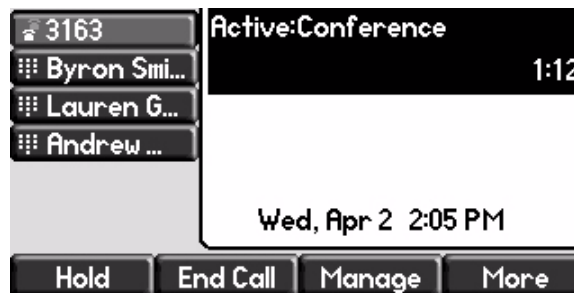 3163
Active:Conference
Byron Smi...
1:12
Lauren G...
Andrew ...
Wed, Apr 2 2:05 PM
Hold End Call Manage More